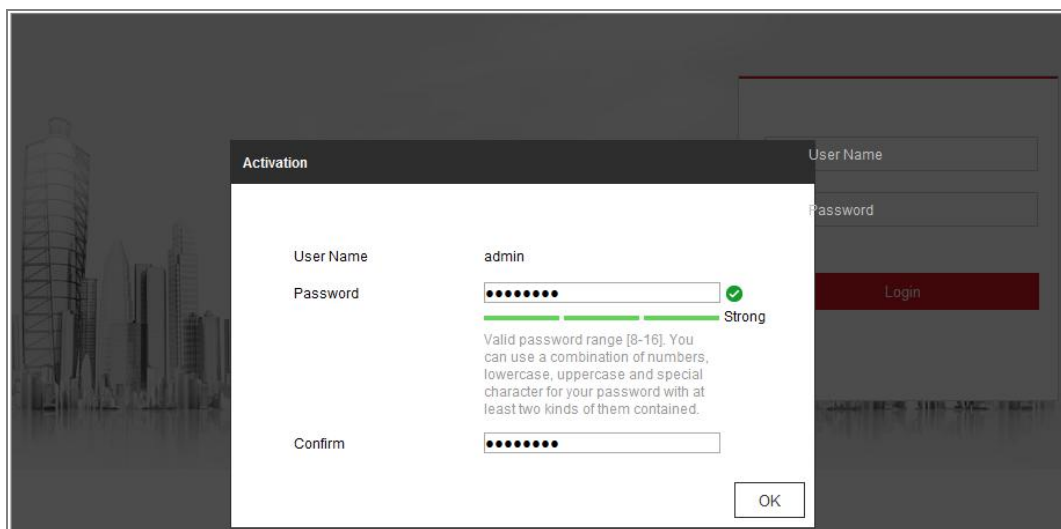 Activation
User Name
Password
Login
User Name admin
Password ••••••••
Strong
Valid password range [8-16]. You
can use a combination of numbers,
lowercase, uppercase and special
character for your password with at
least two kinds of them contained.
Confirm ••••••••
OK